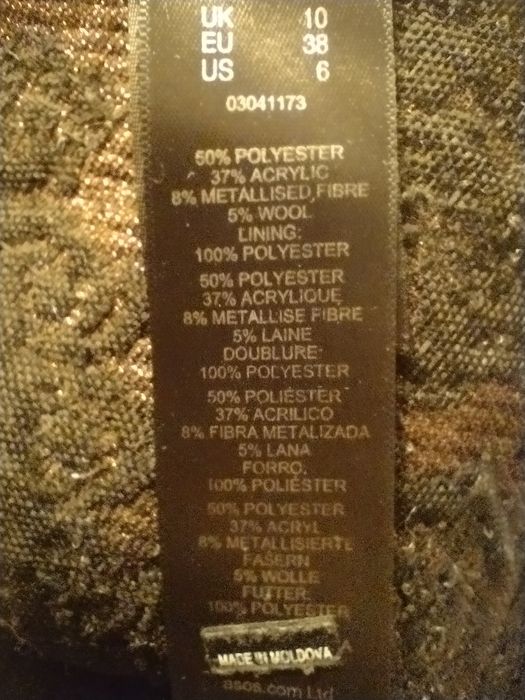 UK 10
EU 38
US 6
03041173
50% POLYESTER
37% ACRYLIC
8% METALLISED FIBRE
5% WOOL
LINING:
100% POLYESTER
50% POLYESTER
37% ACRYLIQUE
8% METALLISE FIBRE
5% LAINE
DOUBLURE:
100% POLYESTER
50% POLIÉSTER
37% ACRILICO
8% FIBRA METALIZADA
5% LANA
FORRO:
100% POLIÉSTER
50% POLYESTER
37% ACRYL
8% METALLISIERTE
FASERN
5% WOLLE
FUTTER:
100% POLYESTER
MADE IN MOLDOVA
asos.com Ltd